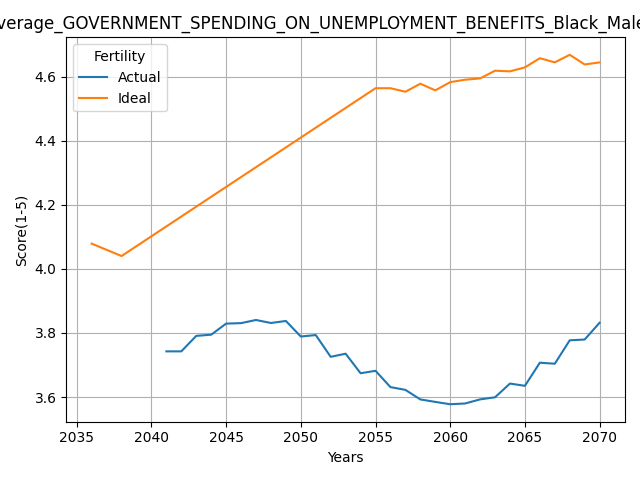 verage_GOVERNMENT_SPENDING_ON_UNEMPLOYMENT_BENEFITS_Black_Male
Fertility
Actual
Ideal
4.6
4.4
4.2
4.0
3.8
3.6
Score(1-5)
2035 2040 2045 2050 2055 2060 2065 2070
Years